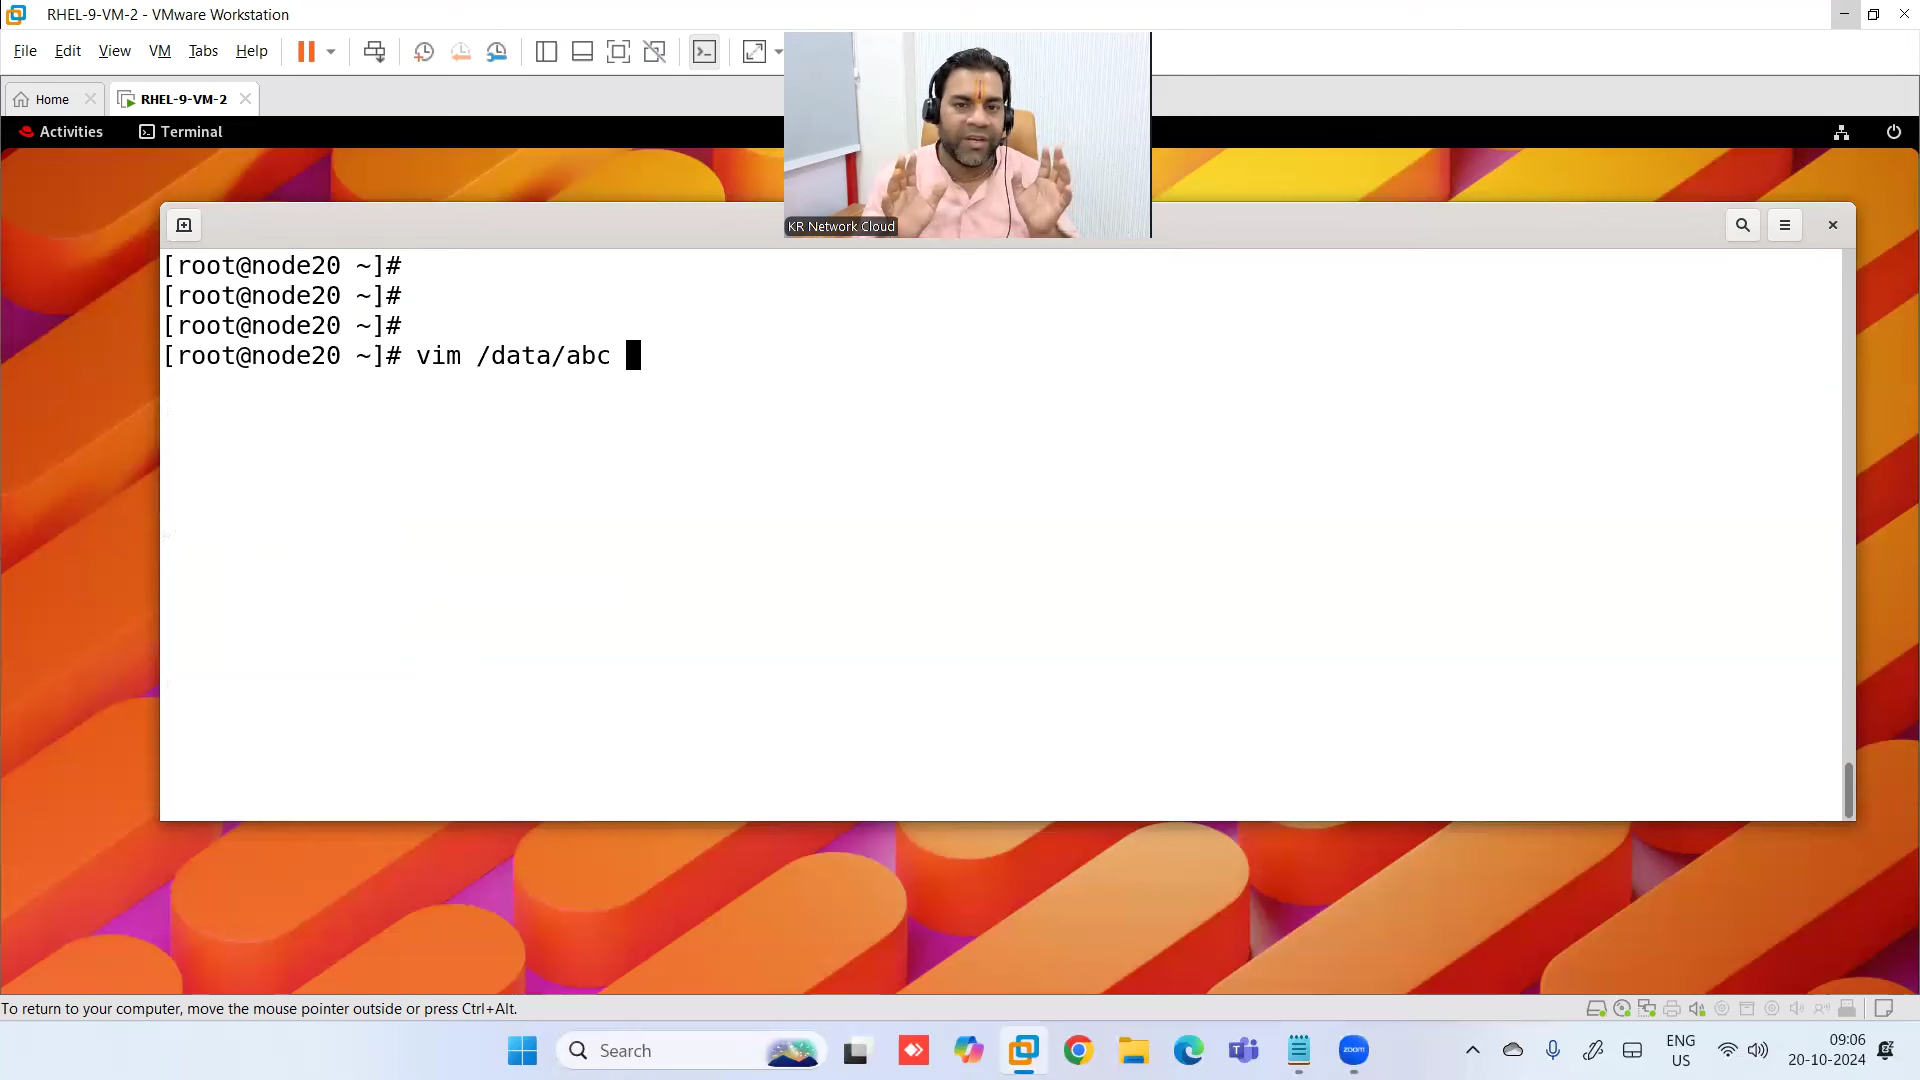 RHEL-9-VM-2 - VMware Workstation
File Edit View VM Tabs Help
Home
RHEL-9-VM-2
Activities Terminal
KR Network Cloud
[root@node20 ~]#
[root@node20 ~]#
[root@node20 ~]#
[root@node20 ~]# vim /data/abc
To return to your computer, move the mouse pointer outside or press Ctrl+Alt.
Search
zoom
ENG
US
09:06
20-10-2024